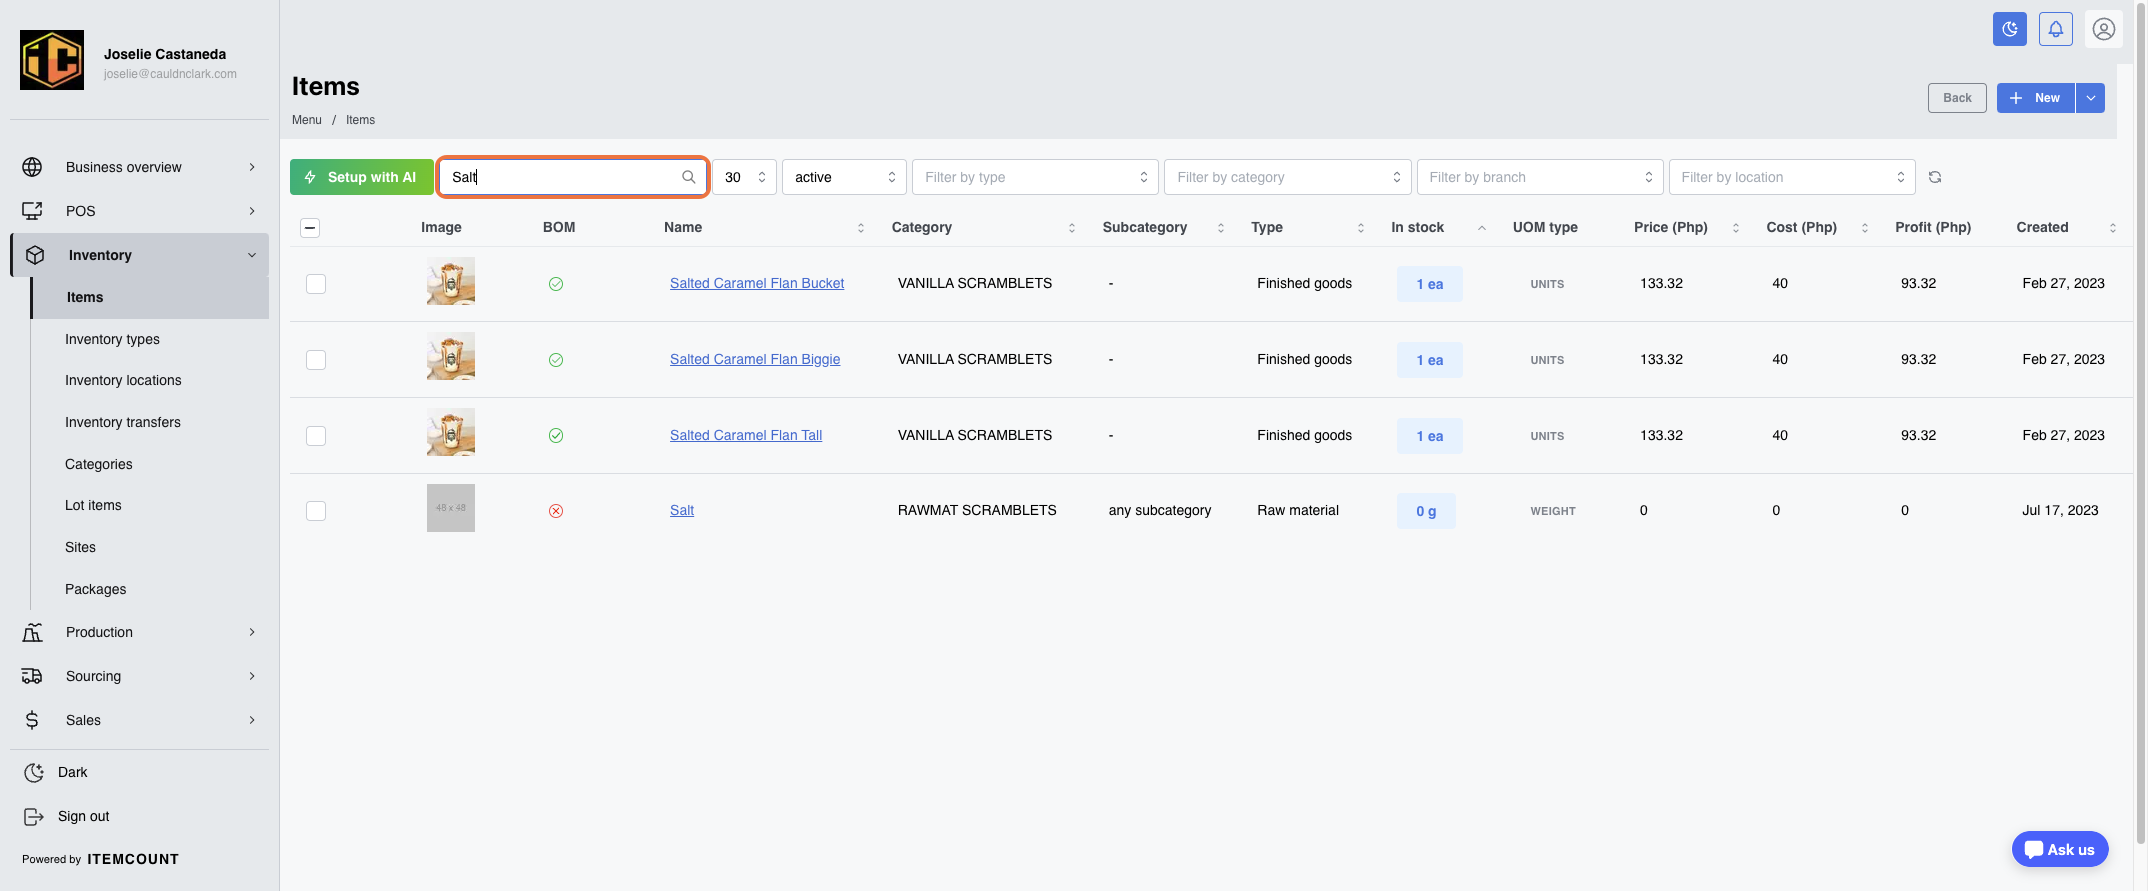 Joselie Castaneda
joselie@cauldnclark.com
Business overview
POS
Inventory
Items
Inventory types
Inventory locations
Inventory transfers
Categories
Lot items
Sites
Packages
Production
Sourcing
Sales
Dark
Sign out
Powered by ITEMCOUNT
Items
Menu / Items
Back
New
Setup with AI
Salt
30
active
Filter by type
Filter by category
Filter by branch
Filter by location
Image BOM Name Category Subcategory Type In stock UOM type Price (Php) Cost (Php) Profit (Php) Created
Salted Caramel Flan Bucket VANILLA SCRAMBLETS - Finished goods 1 ea UNITS 133.32 40 93.32 Feb 27, 2023
Salted Caramel Flan Biggie VANILLA SCRAMBLETS - Finished goods 1 ea UNITS 133.32 40 93.32 Feb 27, 2023
Salted Caramel Flan Tall VANILLA SCRAMBLETS - Finished goods 1 ea UNITS 133.32 40 93.32 Feb 27, 2023
48 x 48 Salt RAWMAT SCRAMBLETS any subcategory Raw material 0 g WEIGHT 0 0 0 Jul 17, 2023
Ask us